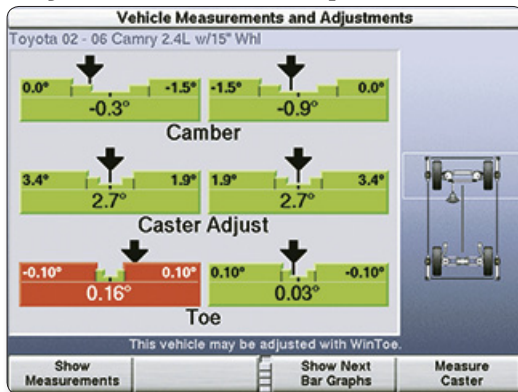 Vehicle Measurements and Adjustments
Toyota 02 - 06 Camry 2.4L w/15" Whl
0.0° -1.5° -1.5° 0.0°
-0.3° -0.9°
Camber
3.4° 1.9° 1.9° 3.4°
2.7° 2.7°
Caster Adjust
-0.10° 0.10° 0.10° -0.10°
0.16° 0.03°
Toe
This vehicle may be adjusted with WinToe.
Show Measurements
Show Next Bar Graphs
Measure Caster